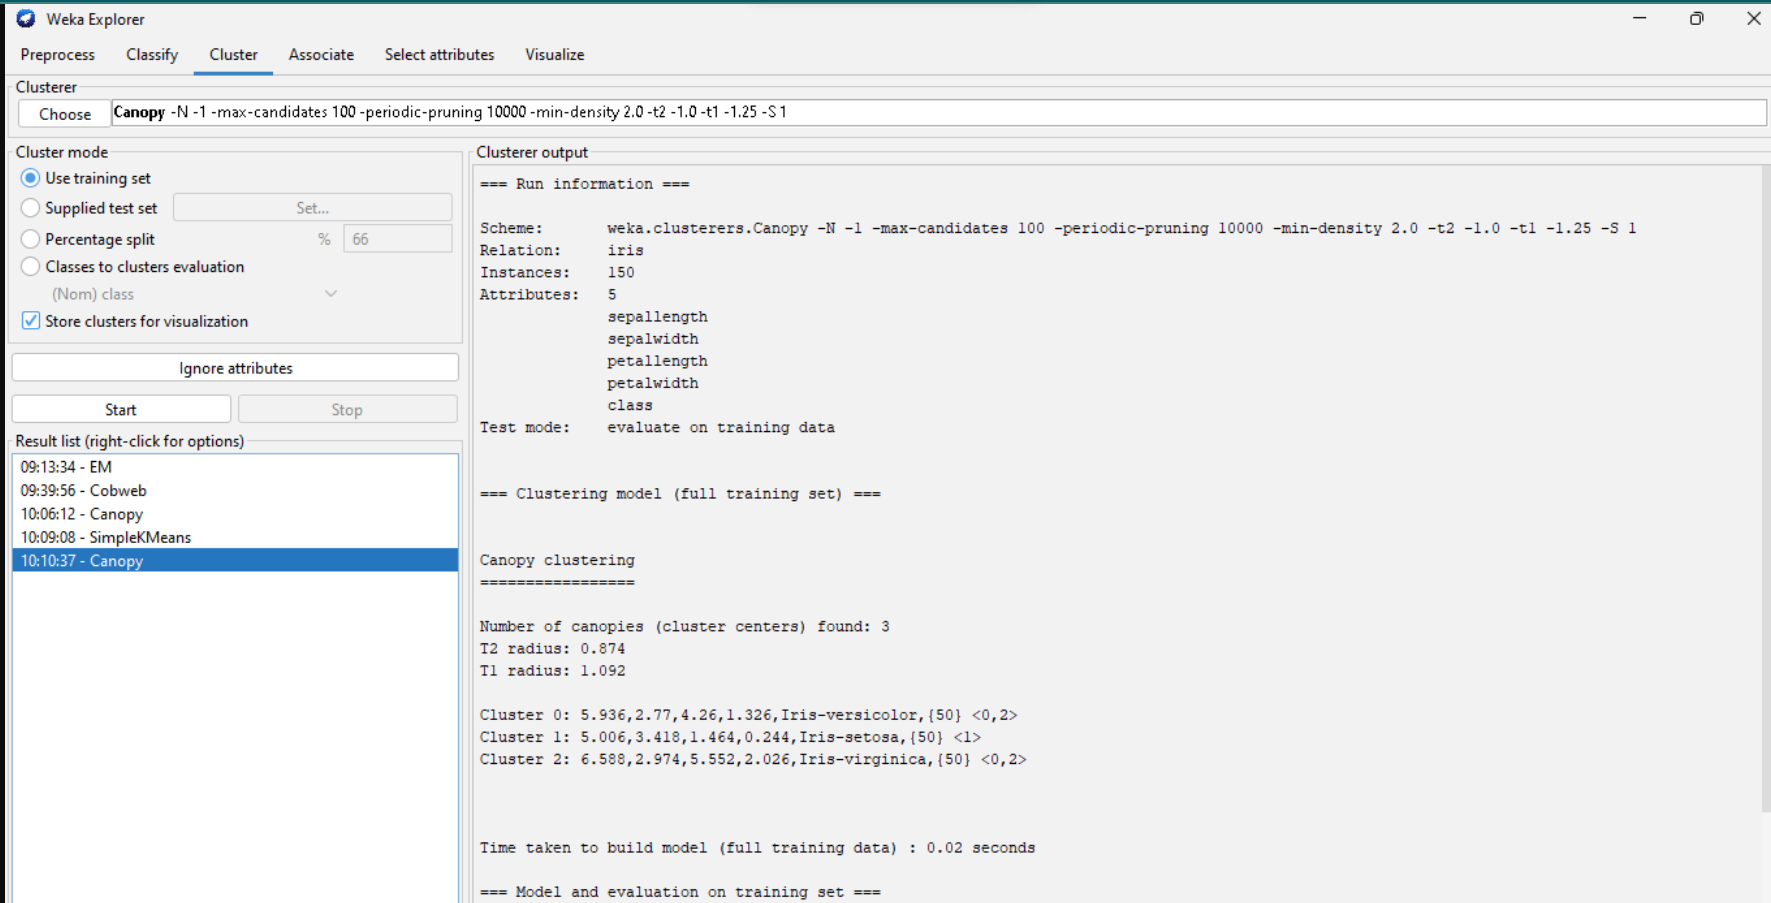 Weka Explorer
Preprocess Classify Cluster Associate Select attributes Visualize
Clusterer
Choose Canopy -N -1 -max-candidates 100 -periodic-pruning 10000 -min-density 2.0 -t2 -1.0 -t1 -1.25 -S 1
Cluster mode
Use training set
Supplied test set Set...
Percentage split % 66
Classes to clusters evaluation
(Nom) class
Store clusters for visualization
Ignore attributes
Start Stop
Result list (right-click for options)
09:13:34 - EM
09:39:56 - Cobweb
10:06:12 - Canopy
10:09:08 - SimpleKMeans
10:10:37 - Canopy
Clusterer output
=== Run information ===
Scheme: weka.clusterers.Canopy -N -1 -max-candidates 100 -periodic-pruning 10000 -min-density 2.0 -t2 -1.0 -t1 -1.25 -S 1
Relation: iris
Instances: 150
Attributes: 5
sepallength
sepalwidth
petallength
petalwidth
class
Test mode: evaluate on training data
=== Clustering model (full training set) ===
Canopy clustering
=================
Number of canopies (cluster centers) found: 3
T2 radius: 0.874
T1 radius: 1.092
Cluster 0: 5.936,2.77,4.26,1.326,Iris-versicolor,{50} <0,2>
Cluster 1: 5.006,3.418,1.464,0.244,Iris-setosa,{50} <1>
Cluster 2: 6.588,2.974,5.552,2.026,Iris-virginica,{50} <0,2>
Time taken to build model (full training data) : 0.02 seconds
=== Model and evaluation on training set ===